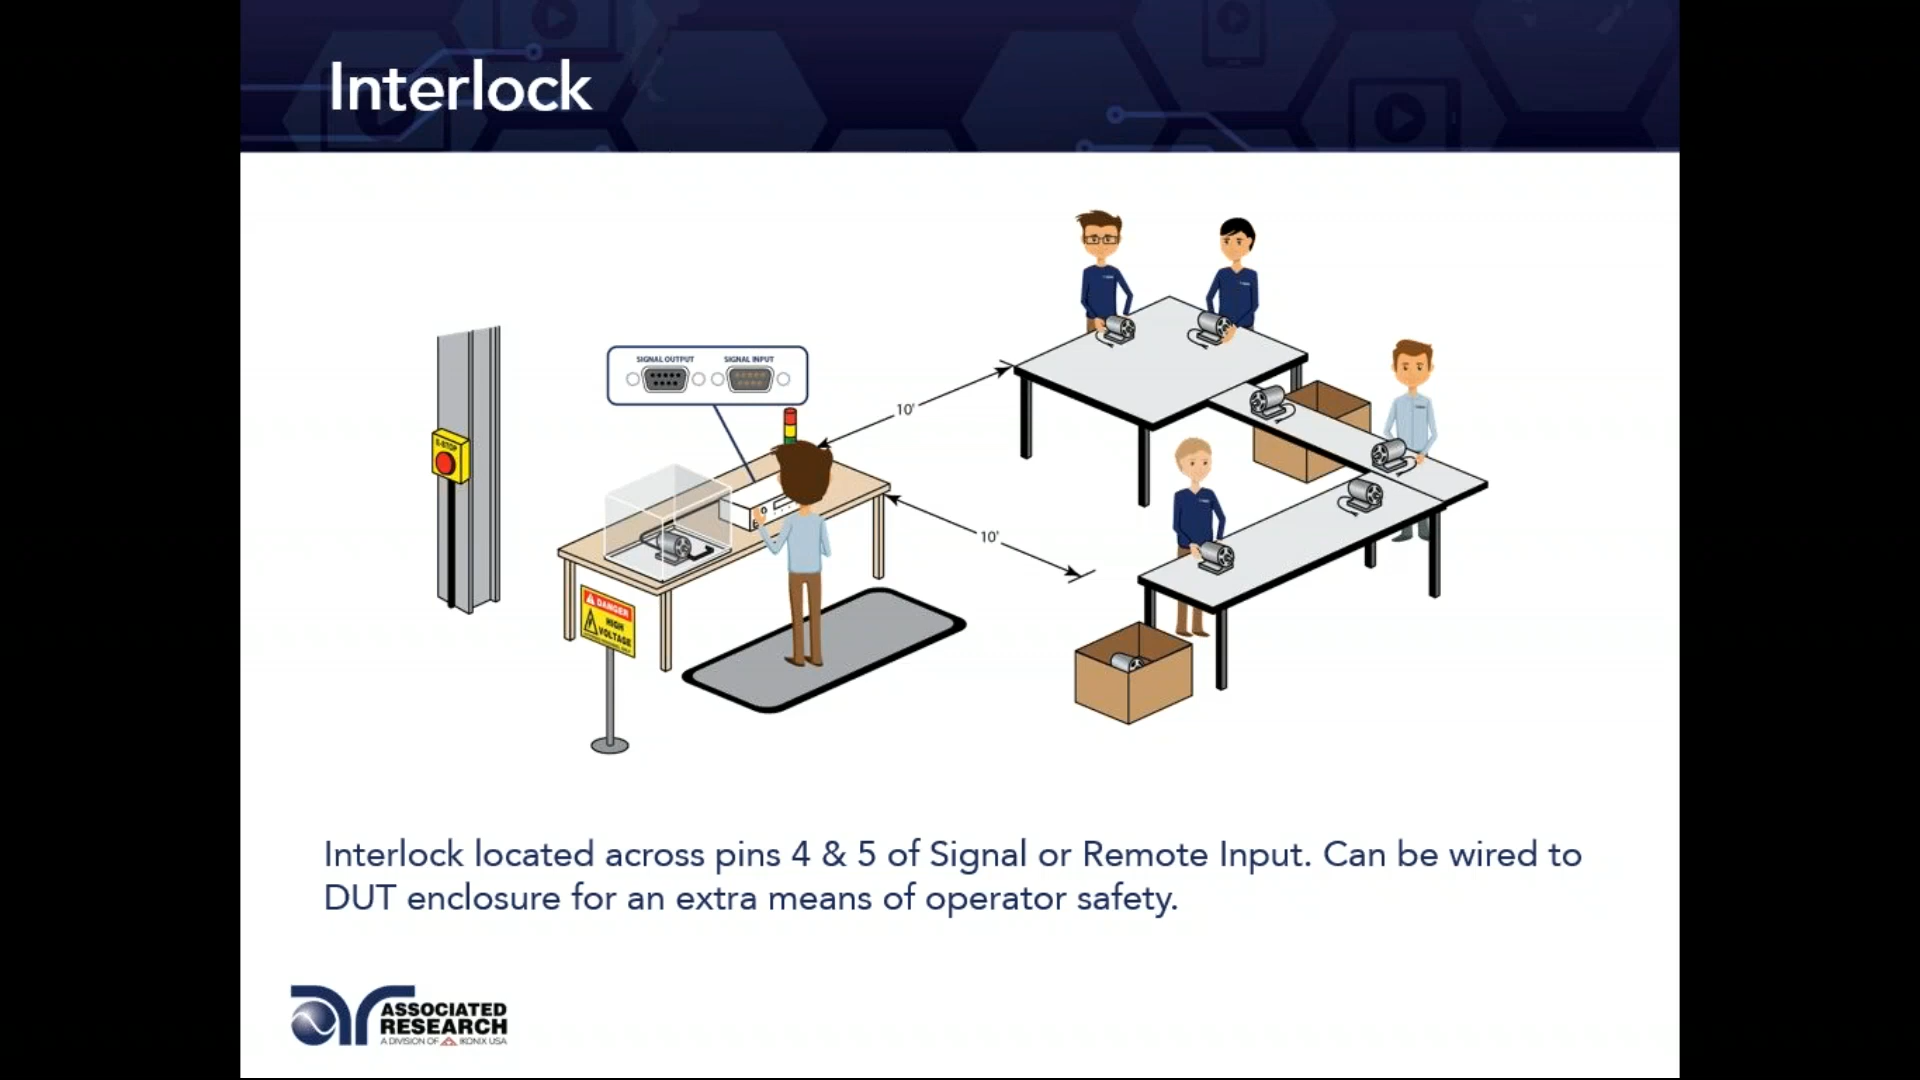 Interlock
SIGNAL OUTPUT SIGNAL INPUT
E-STOP
10'
10'
DANGER
HIGH
VOLTAGE
Interlock located across pins 4 & 5 of Signal or Remote Input. Can be wired to
DUT enclosure for an extra means of operator safety.
ar ASSOCIATED
RESEARCH
A DIVISION OF IKONIX USA